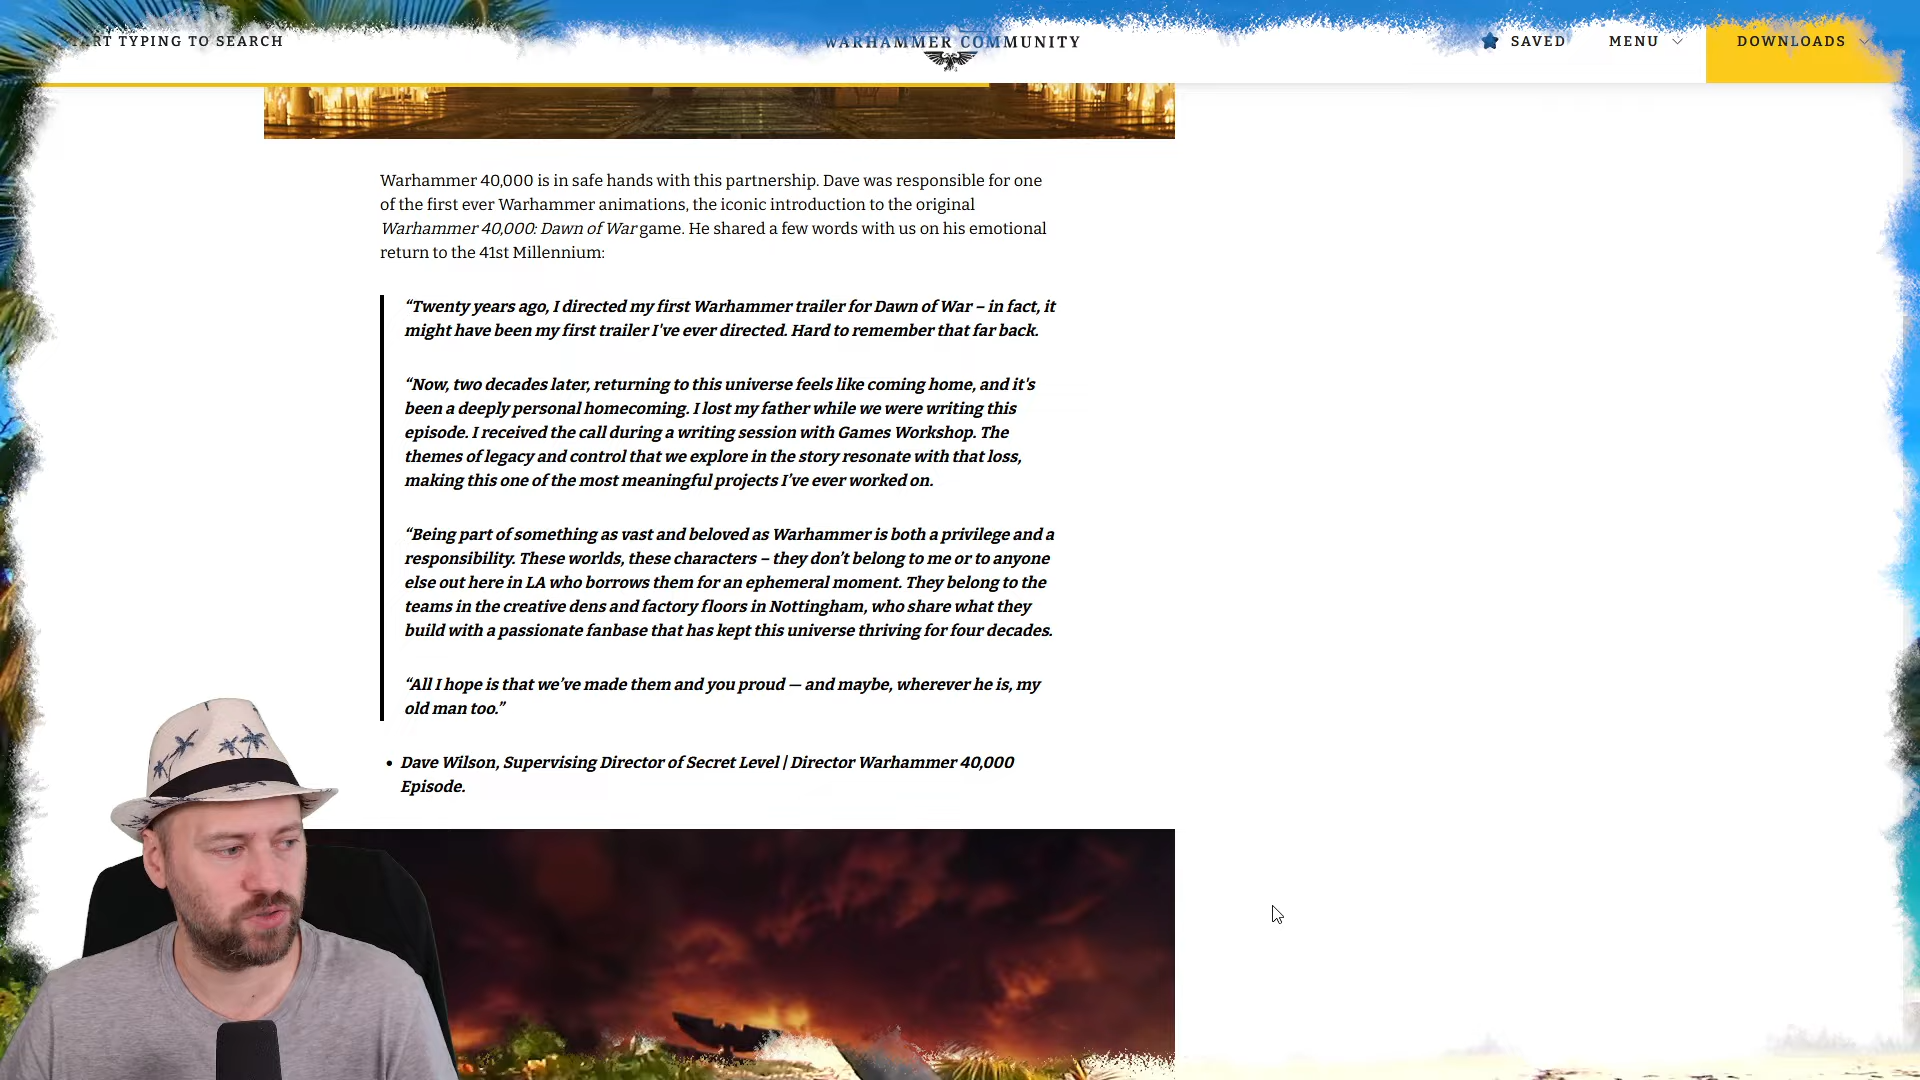 RT TYPING TO SEARCH
WARHAMMER COMMUNITY
SAVED
MENU
DOWNLOADS
Warhammer 40,000 is in safe hands with this partnership. Dave was responsible for one
of the first ever Warhammer animations, the iconic introduction to the original
Warhammer 40,000: Dawn of War game. He shared a few words with us on his emotional
return to the 41st Millennium:
“Twenty years ago, I directed my first Warhammer trailer for Dawn of War – in fact, it
might have been my first trailer I've ever directed. Hard to remember that far back.
“Now, two decades later, returning to this universe feels like coming home, and it's
been a deeply personal homecoming. I lost my father while we were writing this
episode. I received the call during a writing session with Games Workshop. The
themes of legacy and control that we explore in the story resonate with that loss,
making this one of the most meaningful projects I’ve ever worked on.
“Being part of something as vast and beloved as Warhammer is both a privilege and a
responsibility. These worlds, these characters – they don’t belong to me or to anyone
else out here in LA who borrows them for an ephemeral moment. They belong to the
teams in the creative dens and factory floors in Nottingham, who share what they
build with a passionate fanbase that has kept this universe thriving for four decades.
“All I hope is that we’ve made them and you proud — and maybe, wherever he is, my
old man too.”
• Dave Wilson, Supervising Director of Secret Level | Director Warhammer 40,000
Episode.